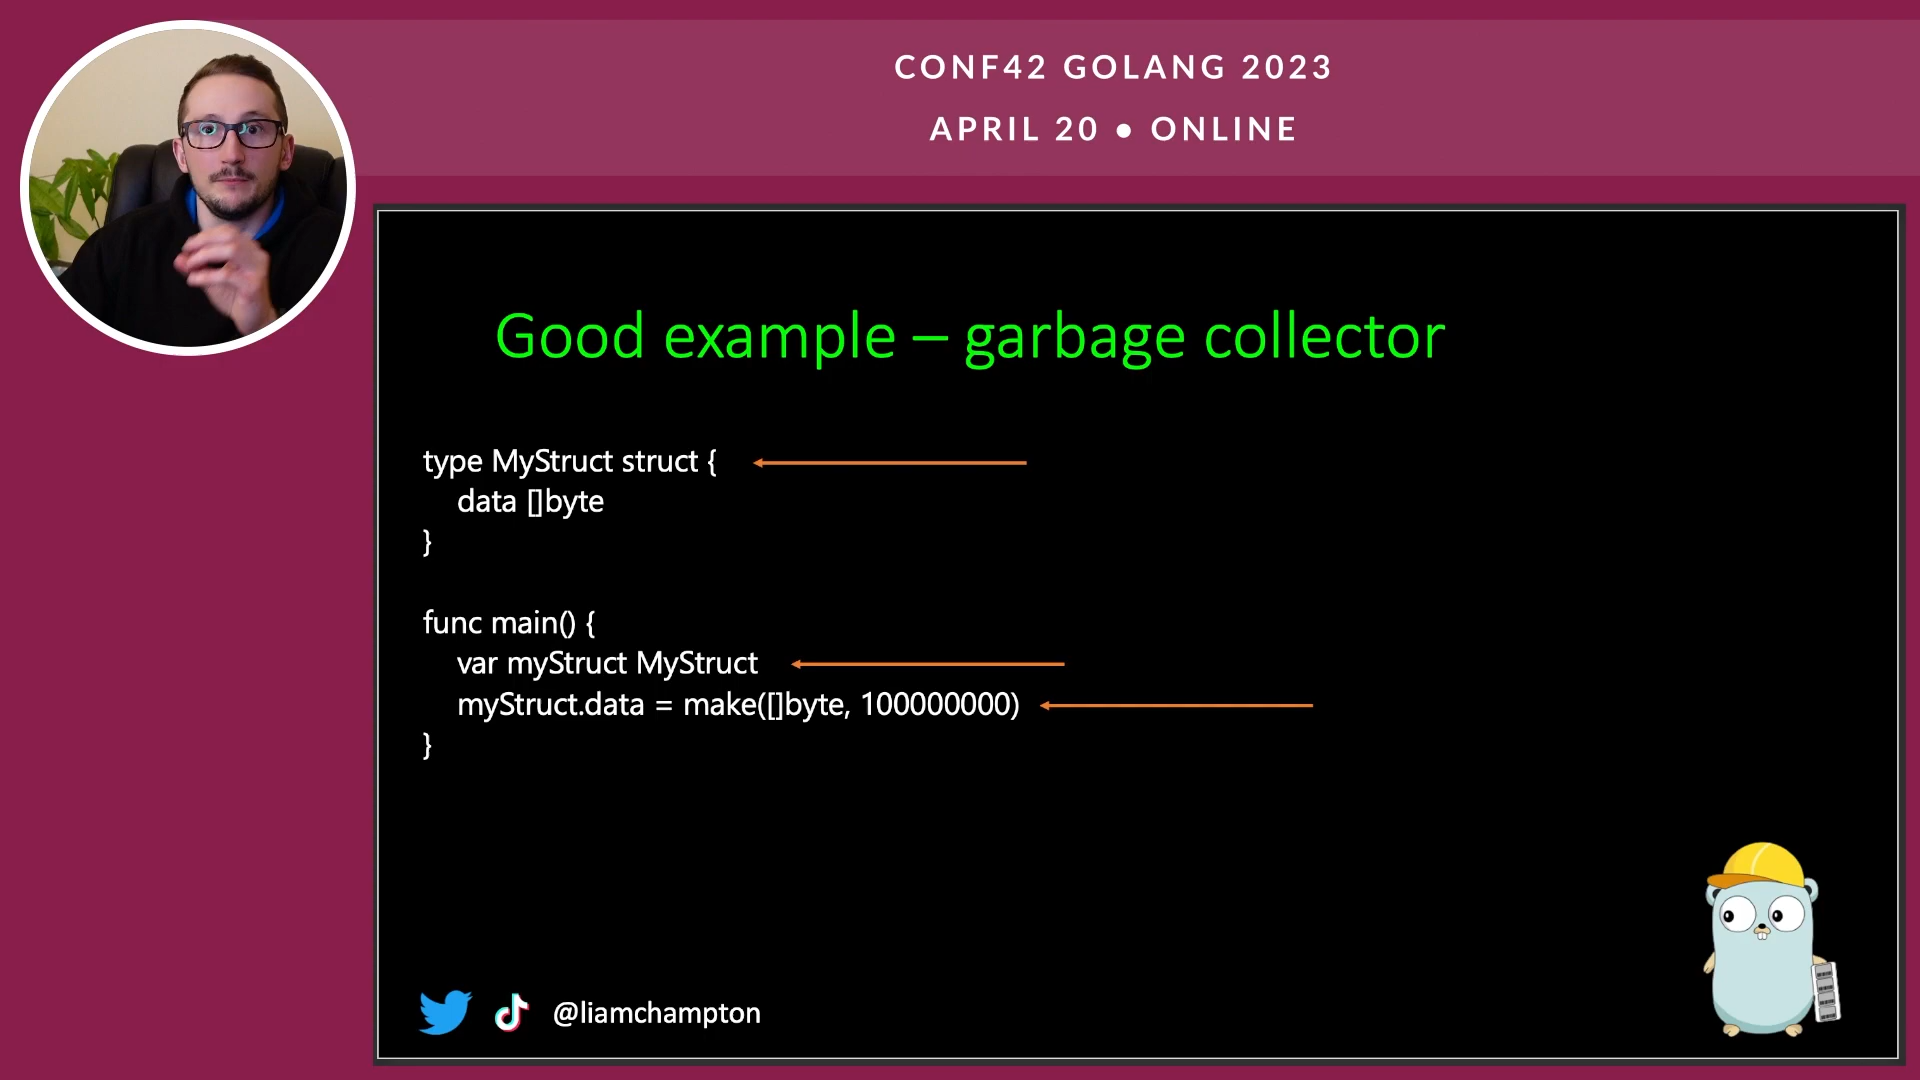 CONF42 GOLANG 2023
APRIL 20 ● ONLINE
Good example – garbage collector
type MyStruct struct {
data []byte
}
func main() {
var myStruct MyStruct
myStruct.data = make([]byte, 100000000)
}
@liamchampton